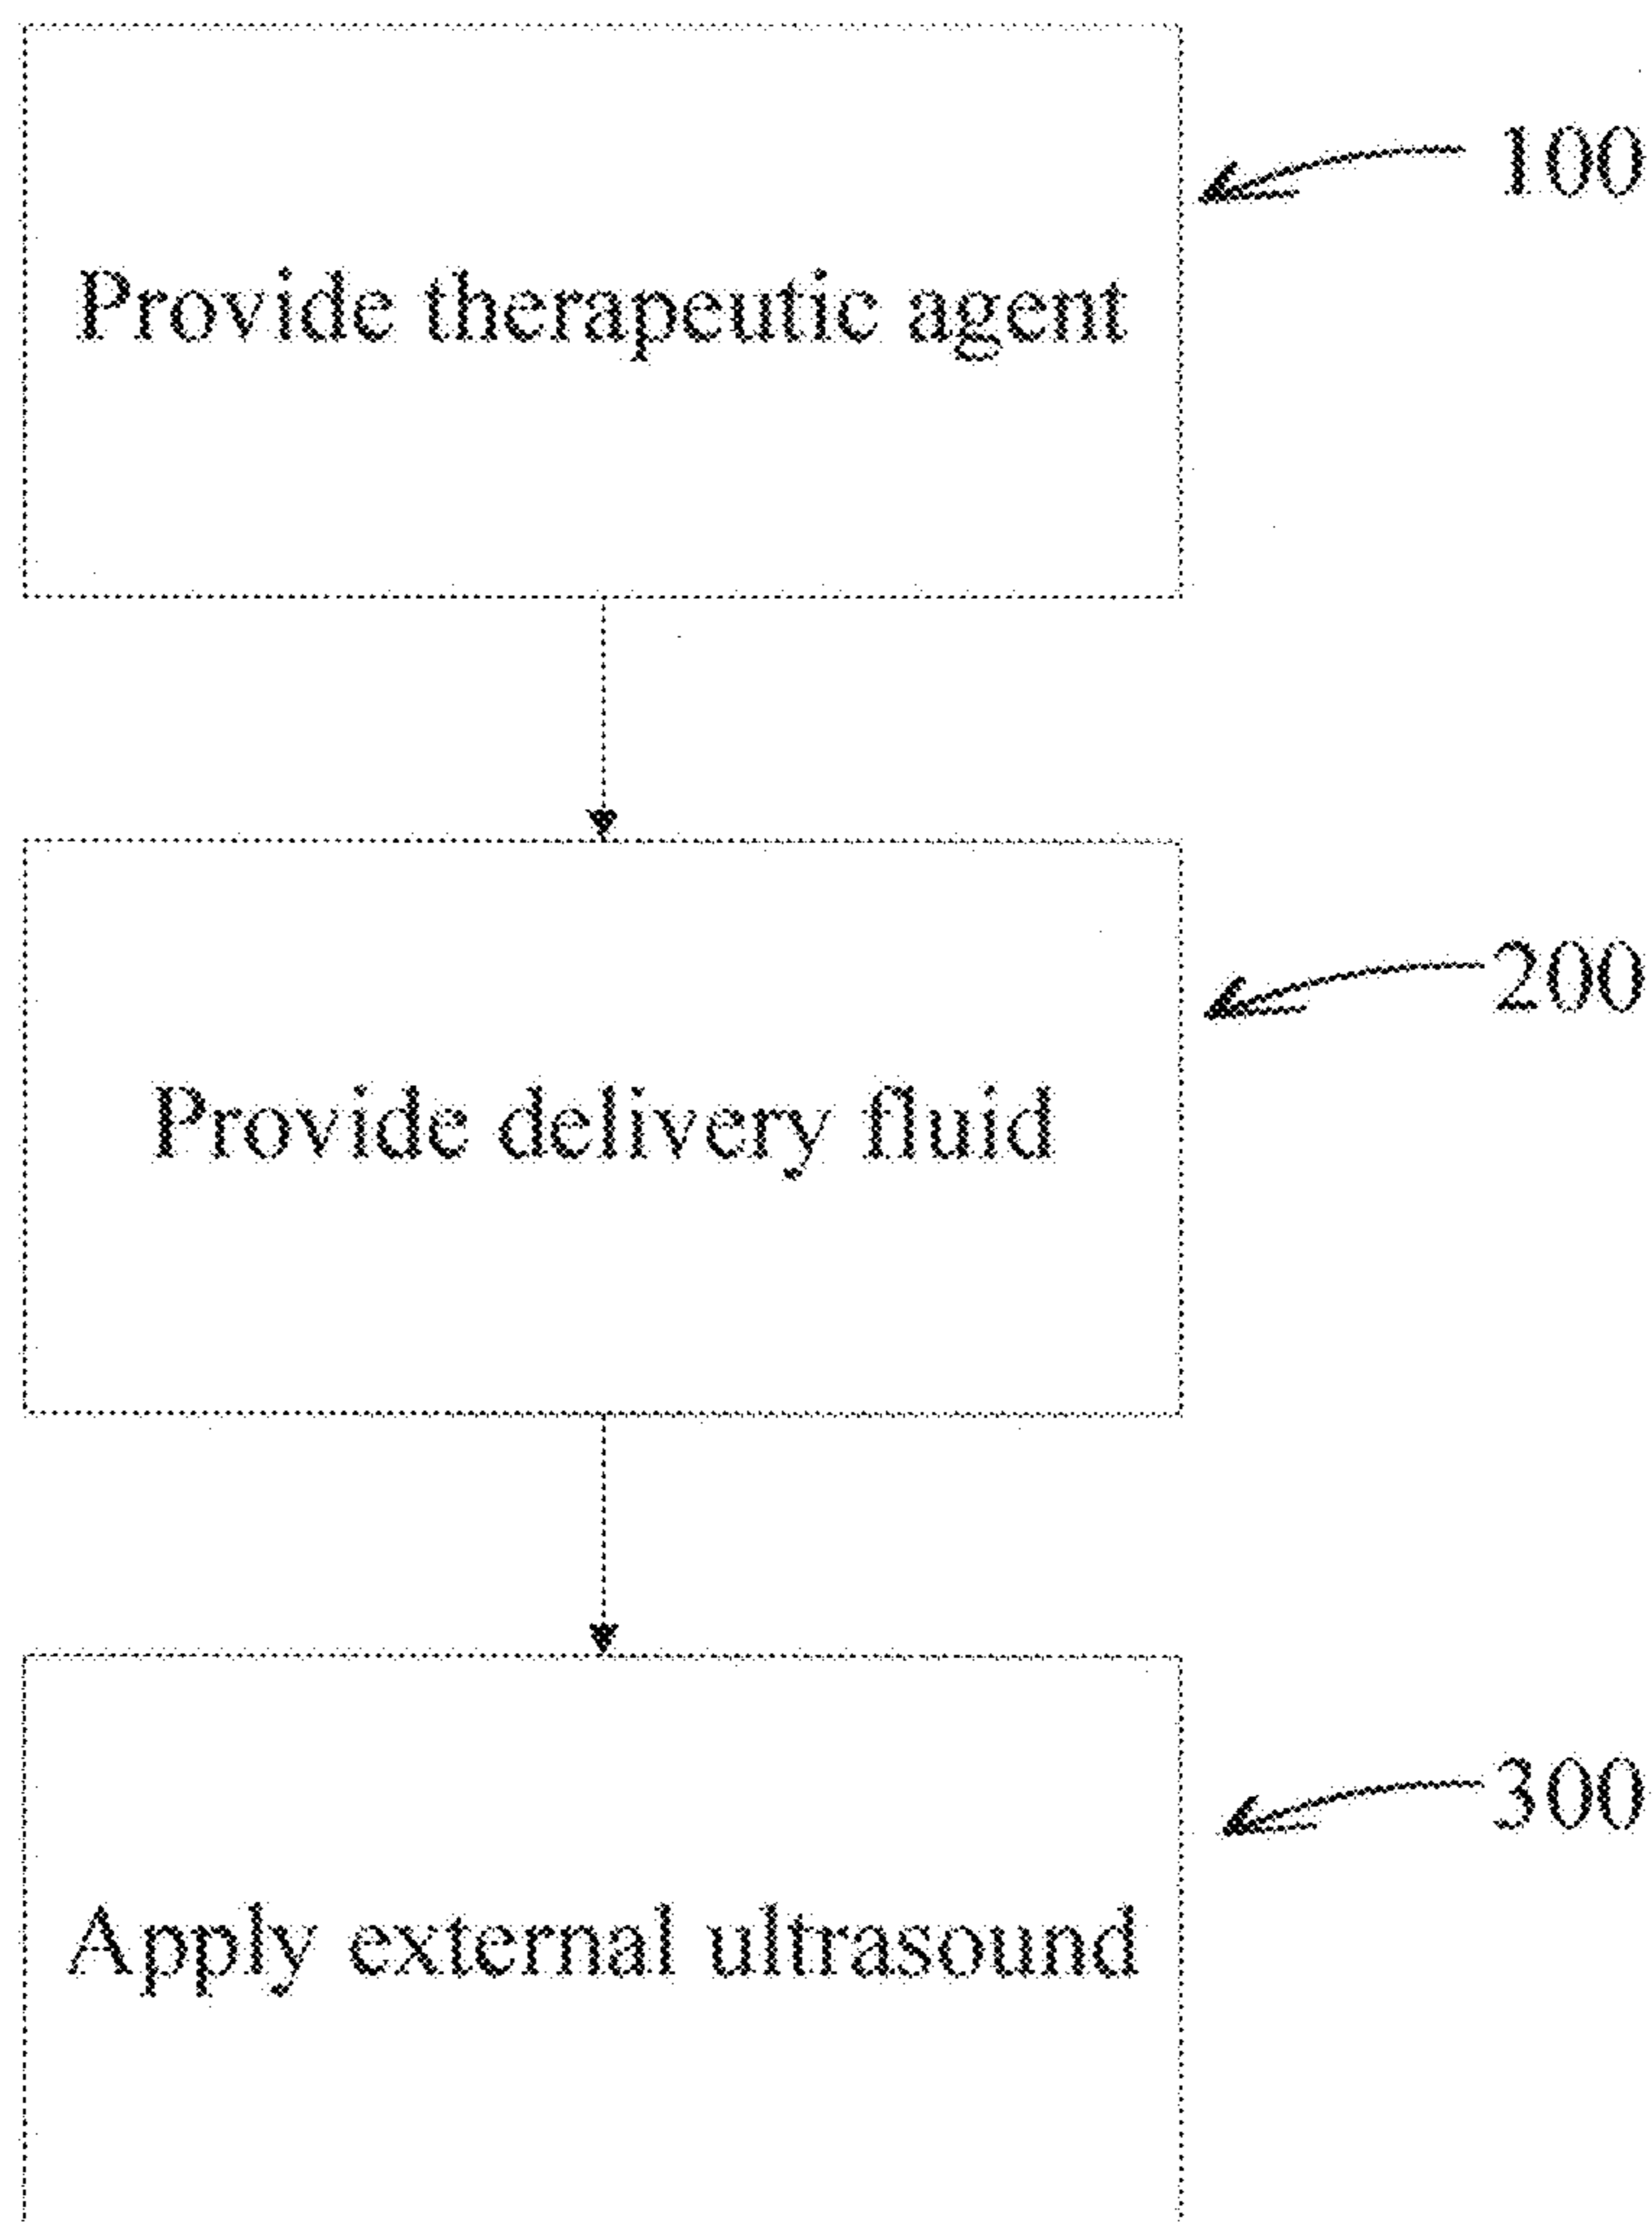 100
Provide therapeutic agent
200
Provide delivery fluid
300
Apply external ultrasound